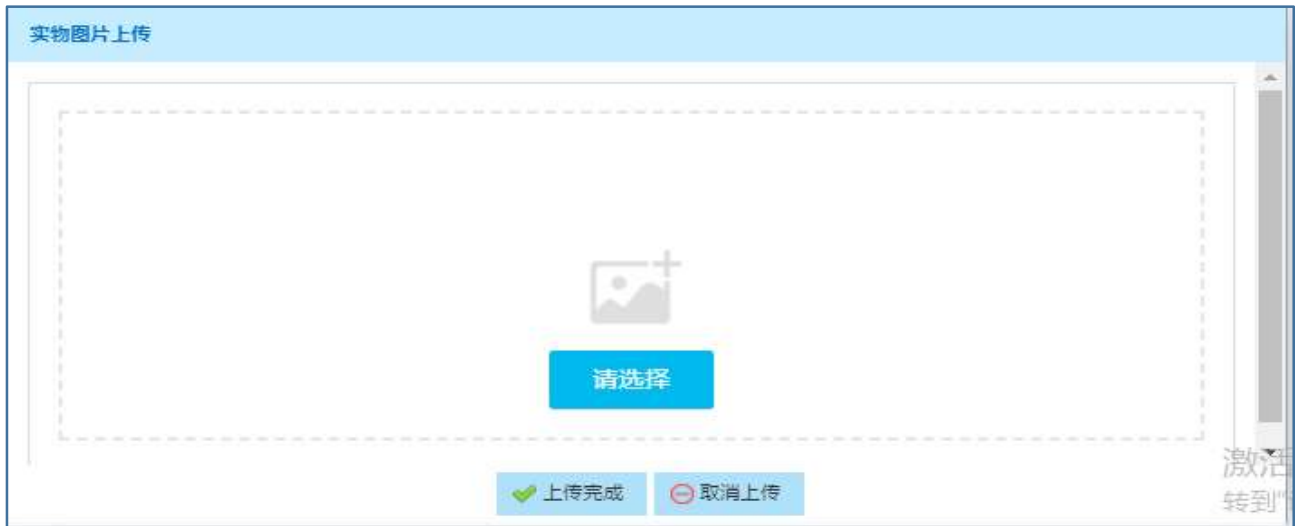 实物图片上传
请选择
上传完成
取消上传
激活
转到"